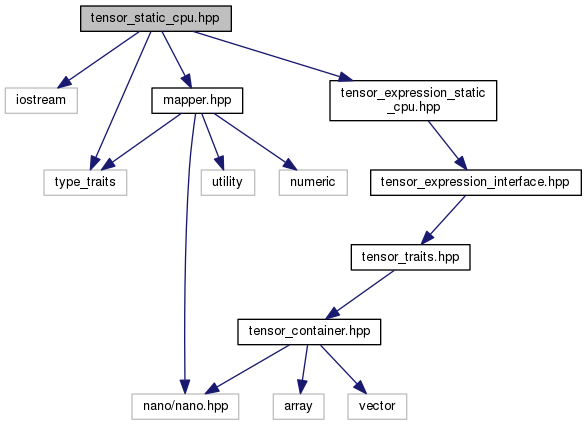 tensor_static_cpu.hpp
iostream
mapper.hpp
tensor_expression_static
_cpu.hpp
type_traits
utility
numeric
tensor_expression_interface.hpp
tensor_traits.hpp
tensor_container.hpp
nano/nano.hpp
array
vector